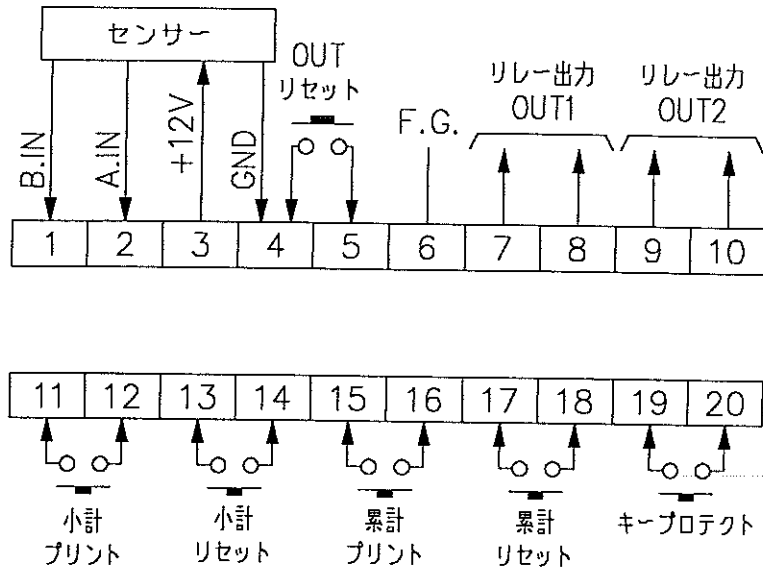 センサー
OUT
リセット
リレー出力
OUT1
リレー出力
OUT2
B.IN
A.IN
+12V
GND
F.G.
1 2 3 4 5 6 7 8 9 10
11 12 13 14 15 16 17 18 19 20
小計
プリント
小計
リセット
累計
プリント
累計
リセット
キープロテクト